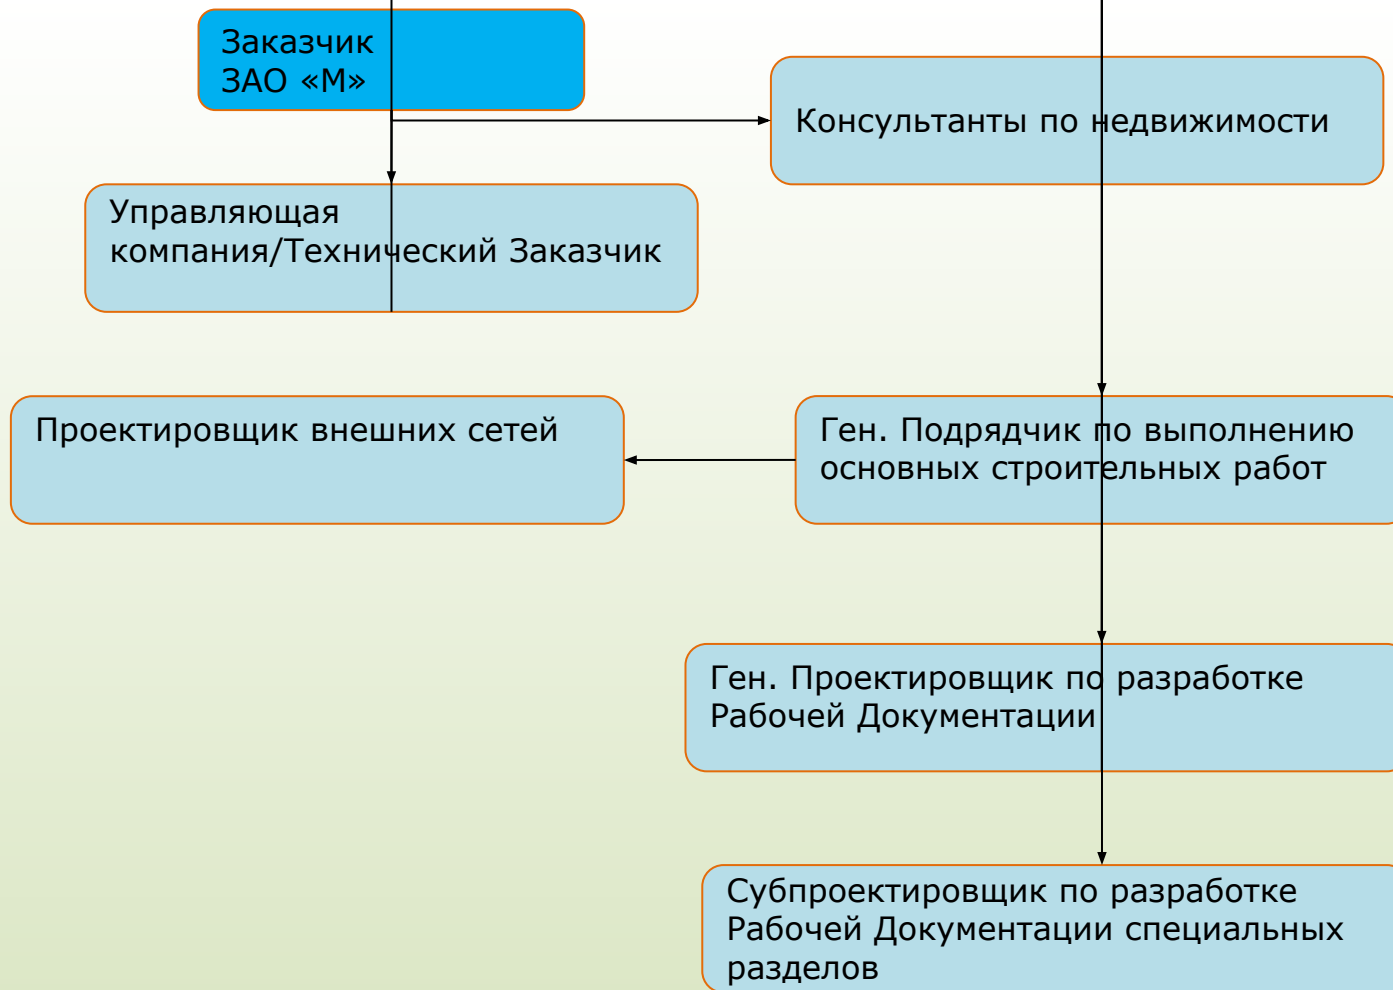 Заказчик
ЗАО «М»
Консультанты по недвижимости
Управляющая
компания/Технический Заказчик
Проектировщик внешних сетей
Ген. Подрядчик по выполнению
основных строительных работ
Ген. Проектировщик по разработке
Рабочей Документации
Субпроектировщик по разработке
Рабочей Документации специальных
разделов